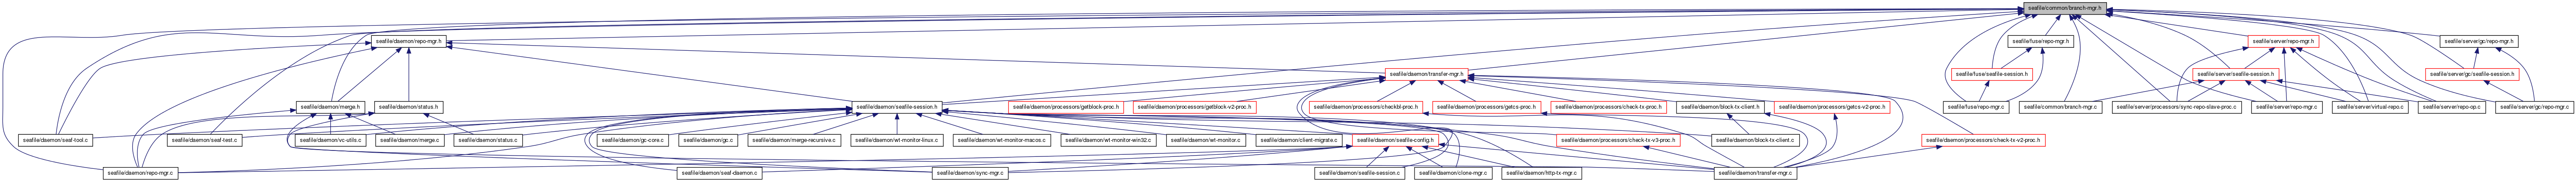 seafile/common/branch-mgr.h
seafile/daemon/repo-mgr.h
seafile/fuse/repo-mgr.h
seafile/server/repo-mgr.h
seafile/server/gc/repo-mgr.h
seafile/daemon/transfer-mgr.h
seafile/fuse/seafile-session.h
seafile/server/seafile-session.h
seafile/server/gc/seafile-session.h
seafile/daemon/merge.h
seafile/daemon/status.h
seafile/daemon/seafile-session.h
seafile/daemon/processors/getblock-proc.h
seafile/daemon/processors/getblock-v2-proc.h
seafile/daemon/processors/checkbl-proc.h
seafile/daemon/processors/getcs-proc.h
seafile/daemon/processors/check-tx-proc.h
seafile/daemon/block-tx-client.h
seafile/daemon/processors/getcs-v2-proc.h
seafile/fuse/repo-mgr.c
seafile/common/branch-mgr.c
seafile/server/processors/sync-repo-slave-proc.c
seafile/server/repo-mgr.c
seafile/server/virtual-repo.c
seafile/server/repo-op.c
seafile/server/gc/repo-mgr.c
seafile/daemon/seaf-tool.c
seafile/daemon/seaf-test.c
seafile/daemon/vc-utils.c
seafile/daemon/merge.c
seafile/daemon/status.c
seafile/daemon/gc-core.c
seafile/daemon/gc.c
seafile/daemon/merge-recursive.c
seafile/daemon/wt-monitor-linux.c
seafile/daemon/wt-monitor-macos.c
seafile/daemon/wt-monitor-win32.c
seafile/daemon/wt-monitor.c
seafile/daemon/client-migrate.c
seafile/daemon/seafile-config.h
seafile/daemon/processors/check-tx-v3-proc.h
seafile/daemon/block-tx-client.c
seafile/daemon/processors/check-tx-v2-proc.h
seafile/daemon/repo-mgr.c
seafile/daemon/seaf-daemon.c
seafile/daemon/sync-mgr.c
seafile/daemon/seafile-session.c
seafile/daemon/clone-mgr.c
seafile/daemon/http-tx-mgr.c
seafile/daemon/transfer-mgr.c